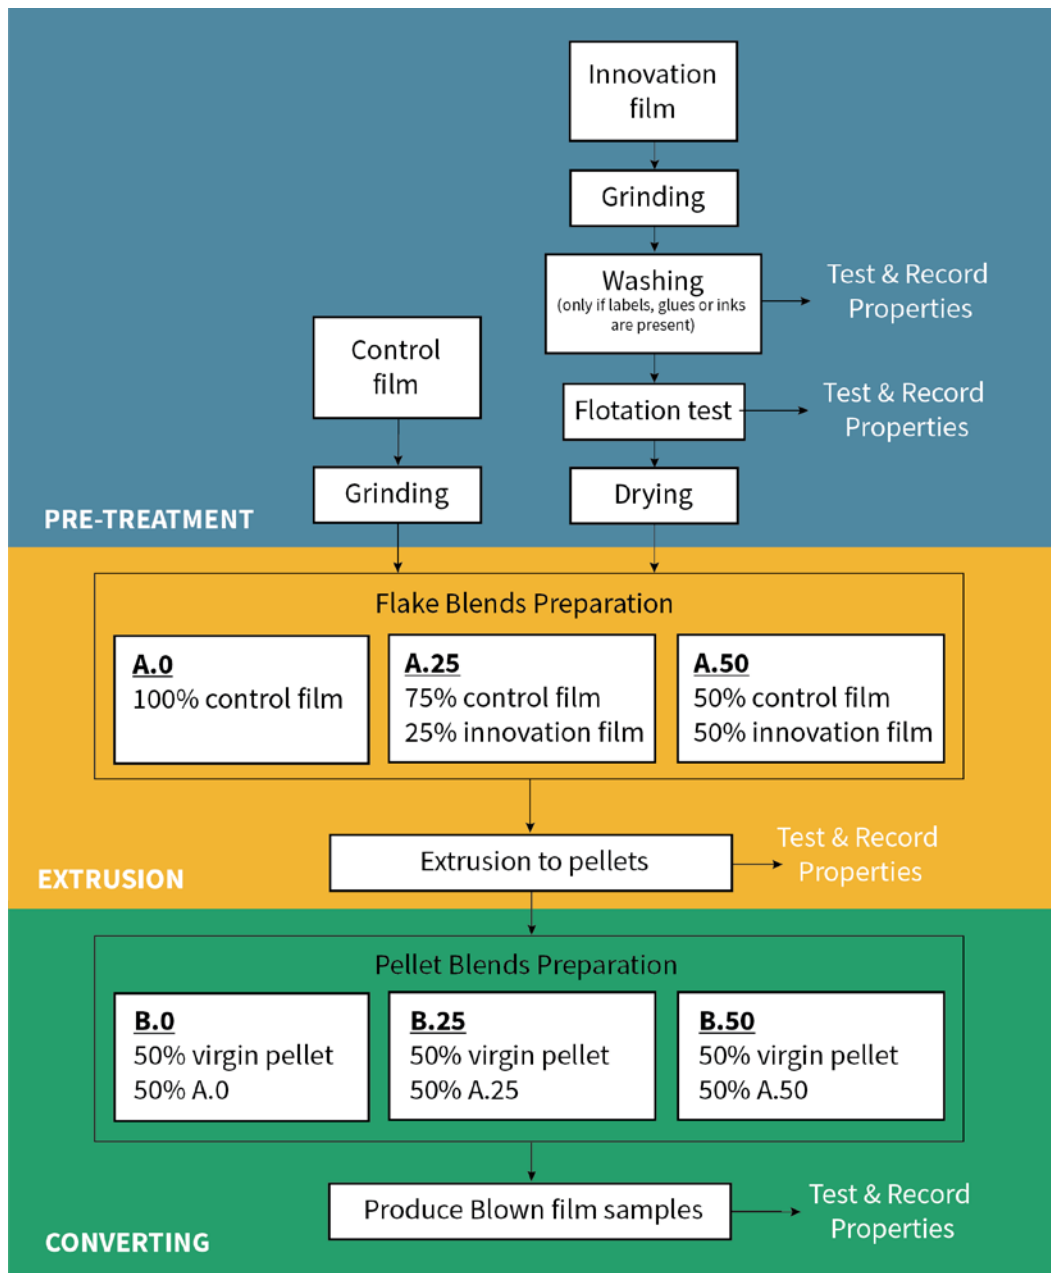 Innovation
film
Grinding
Washing
(only if labels, glues or inks
are present)
Test & Record
Properties
Control
film
Flotation test
Test & Record
Properties
Grinding
Drying
PRE-TREATMENT
Flake Blends Preparation
A.0
100% control film
A.25
75% control film
25% innovation film
A.50
50% control film
50% innovation film
Extrusion to pellets
Test & Record
Properties
EXTRUSION
Pellet Blends Preparation
B.0
50% virgin pellet
50% A.0
B.25
50% virgin pellet
50% A.25
B.50
50% virgin pellet
50% A.50
Produce Blown film samples
Test & Record
Properties
CONVERTING